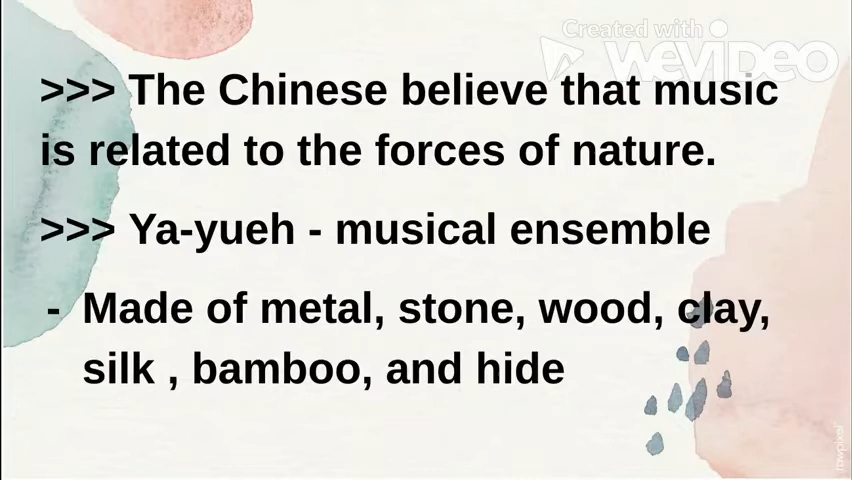 Created with
WeVideo
>>> The Chinese believe that music
is related to the forces of nature.
>>> Ya-yueh - musical ensemble
- Made of metal, stone, wood, clay,
silk , bamboo, and hide
rawpixel